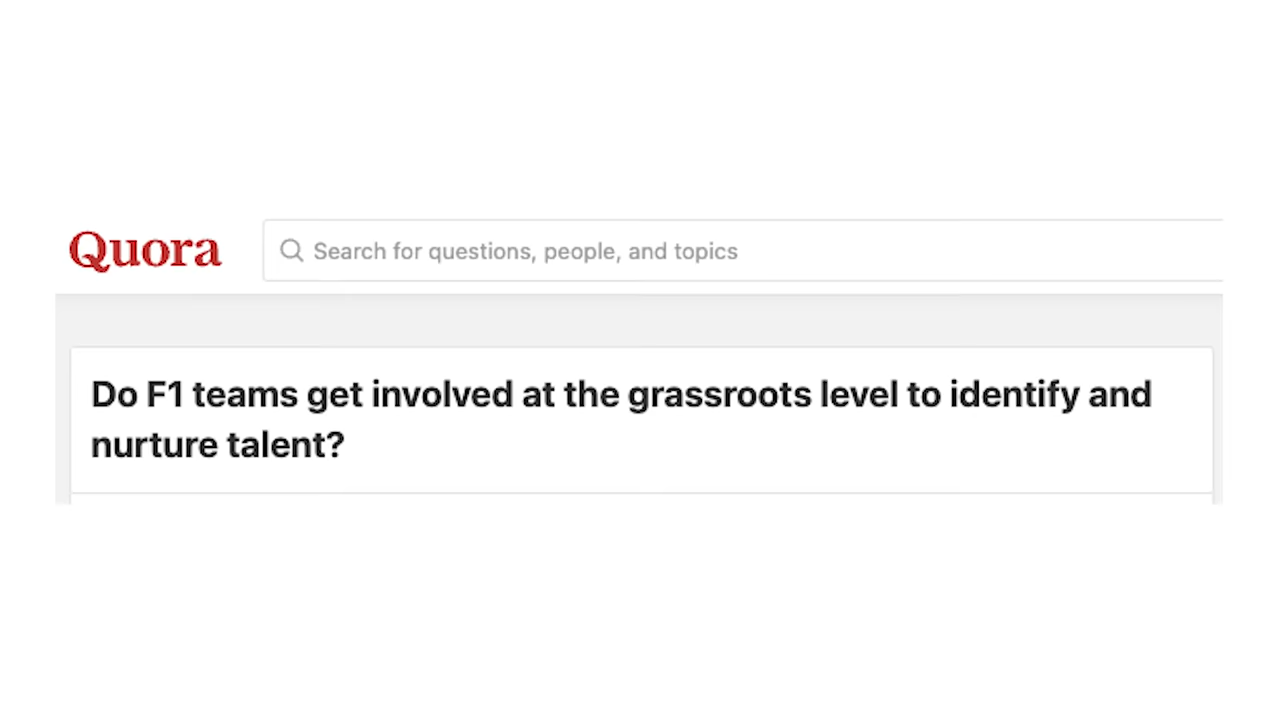 Quora
Search for questions, people, and topics
Do F1 teams get involved at the grassroots level to identify and
nurture talent?